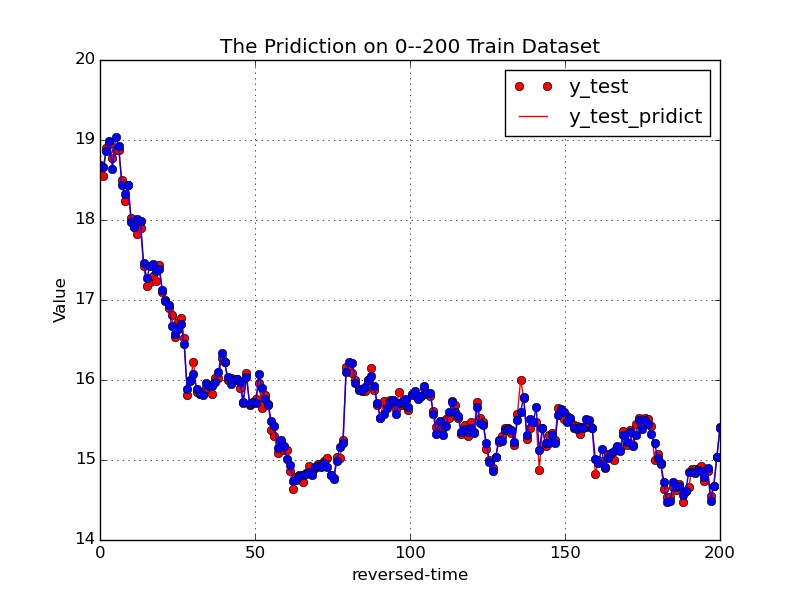 The Pridiction on 0--200 Train Dataset
20
19
18
17
16
15
14
Value
y_test
y_test_pridict
0 50 100 150 200
reversed-time